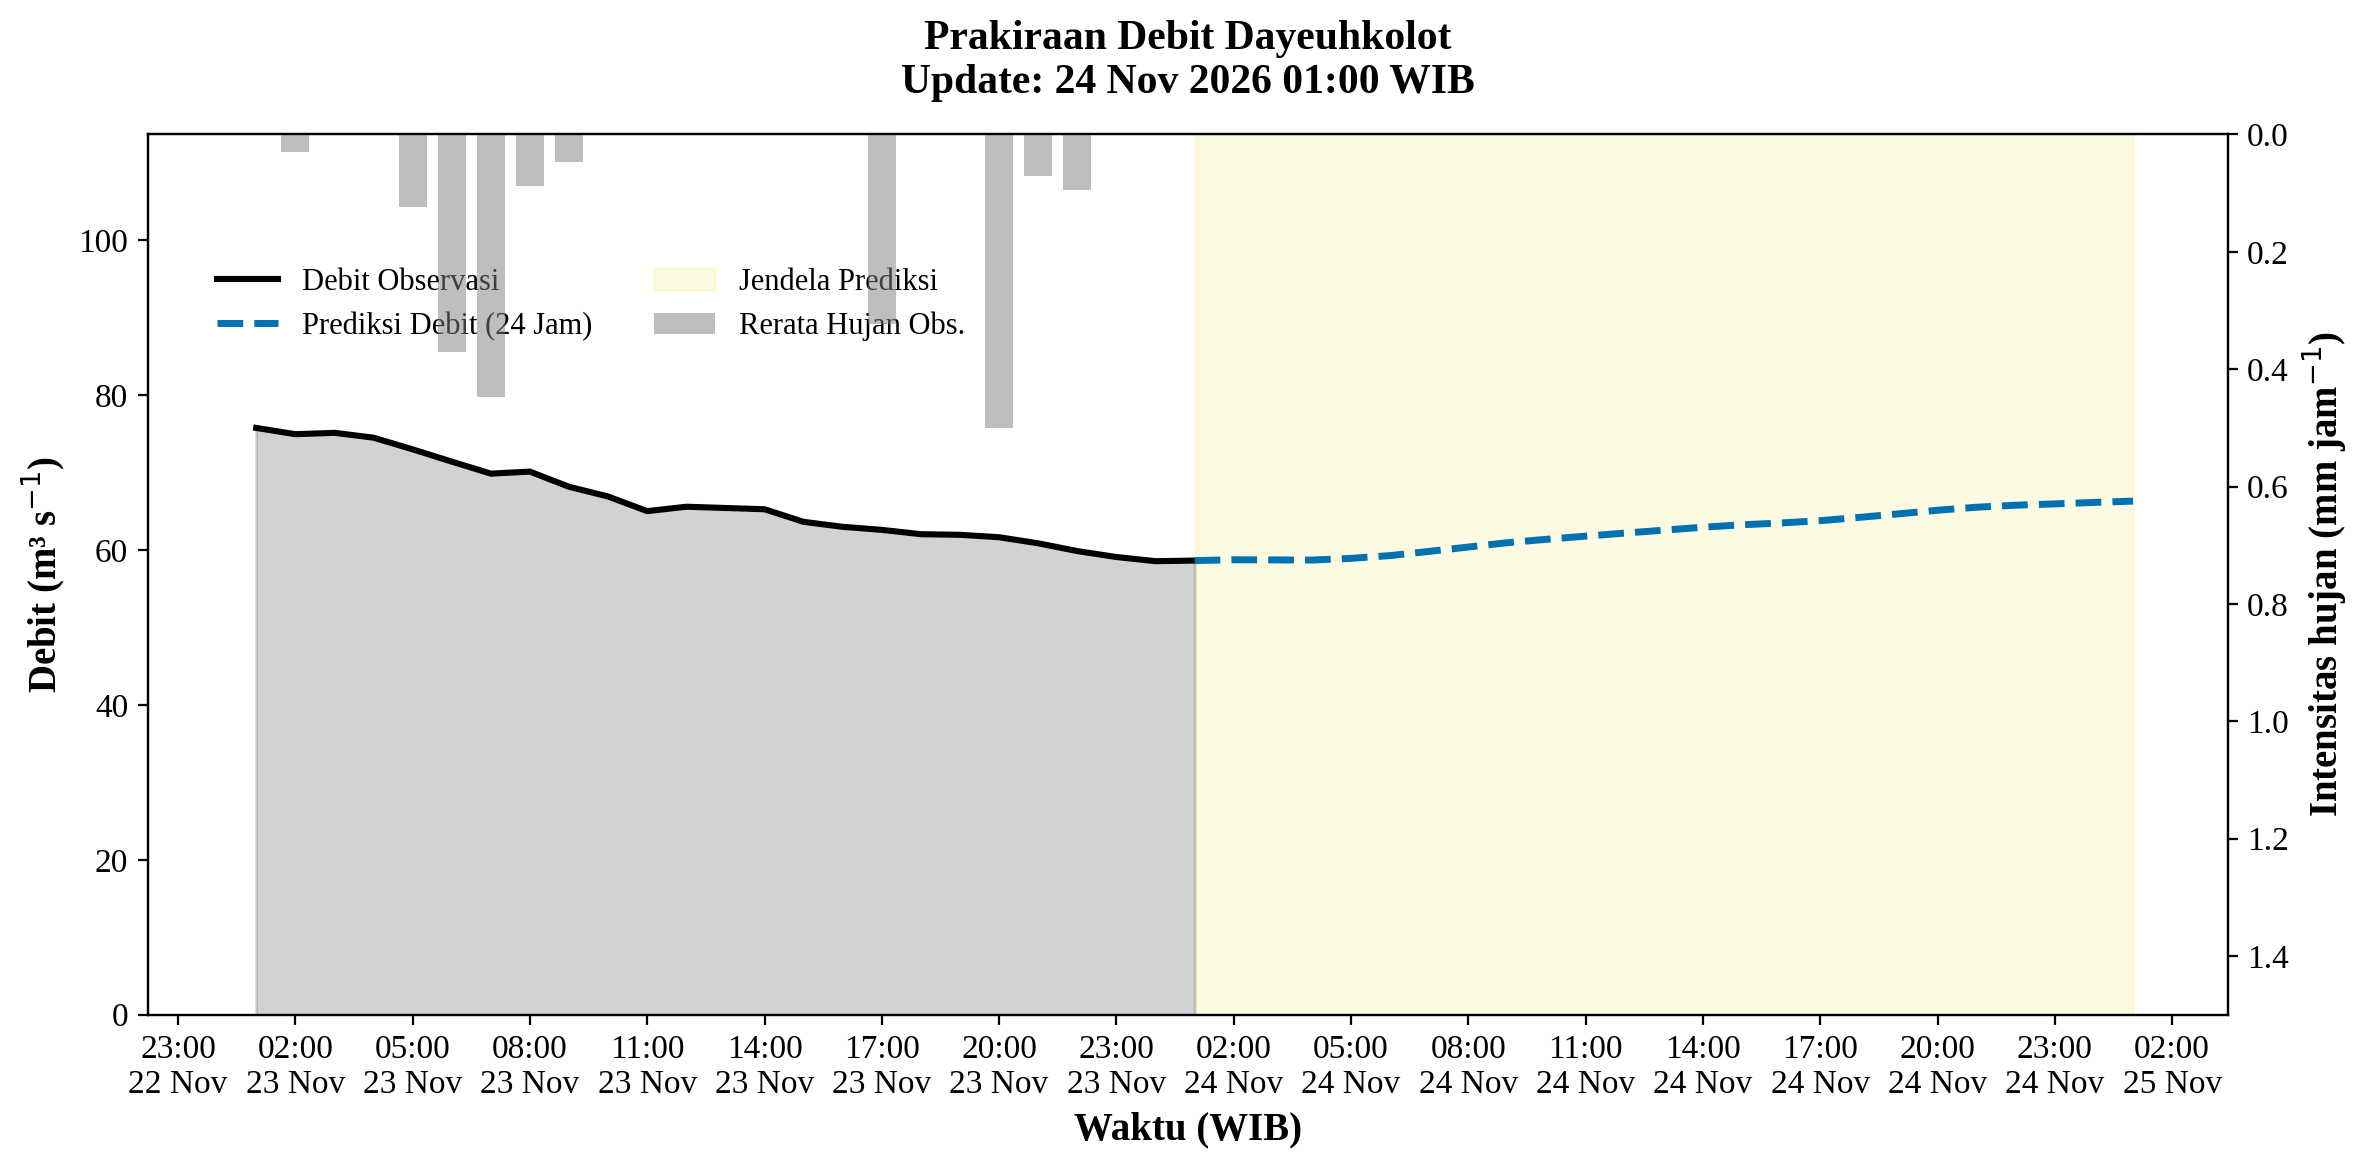 Prakiraan Debit Dayeuhkolot
Update: 24 Nov 2026 01:00 WIB
Debit Observasi
Prediksi Debit (24 Jam)
Jendela Prediksi
Rerata Hujan Obs.
Debit (m³ s⁻¹)
100
80
60
40
20
0
Intensitas hujan (mm jam⁻¹)
0.0
0.2
0.4
0.6
0.8
1.0
1.2
1.4
23:00 02:00 05:00 08:00 11:00 14:00 17:00 20:00 23:00 02:00 05:00 08:00 11:00 14:00 17:00 20:00 23:00 02:00
22 Nov 23 Nov 23 Nov 23 Nov 23 Nov 23 Nov 23 Nov 23 Nov 23 Nov 24 Nov 24 Nov 24 Nov 24 Nov 24 Nov 24 Nov 24 Nov 24 Nov 25 Nov
Waktu (WIB)